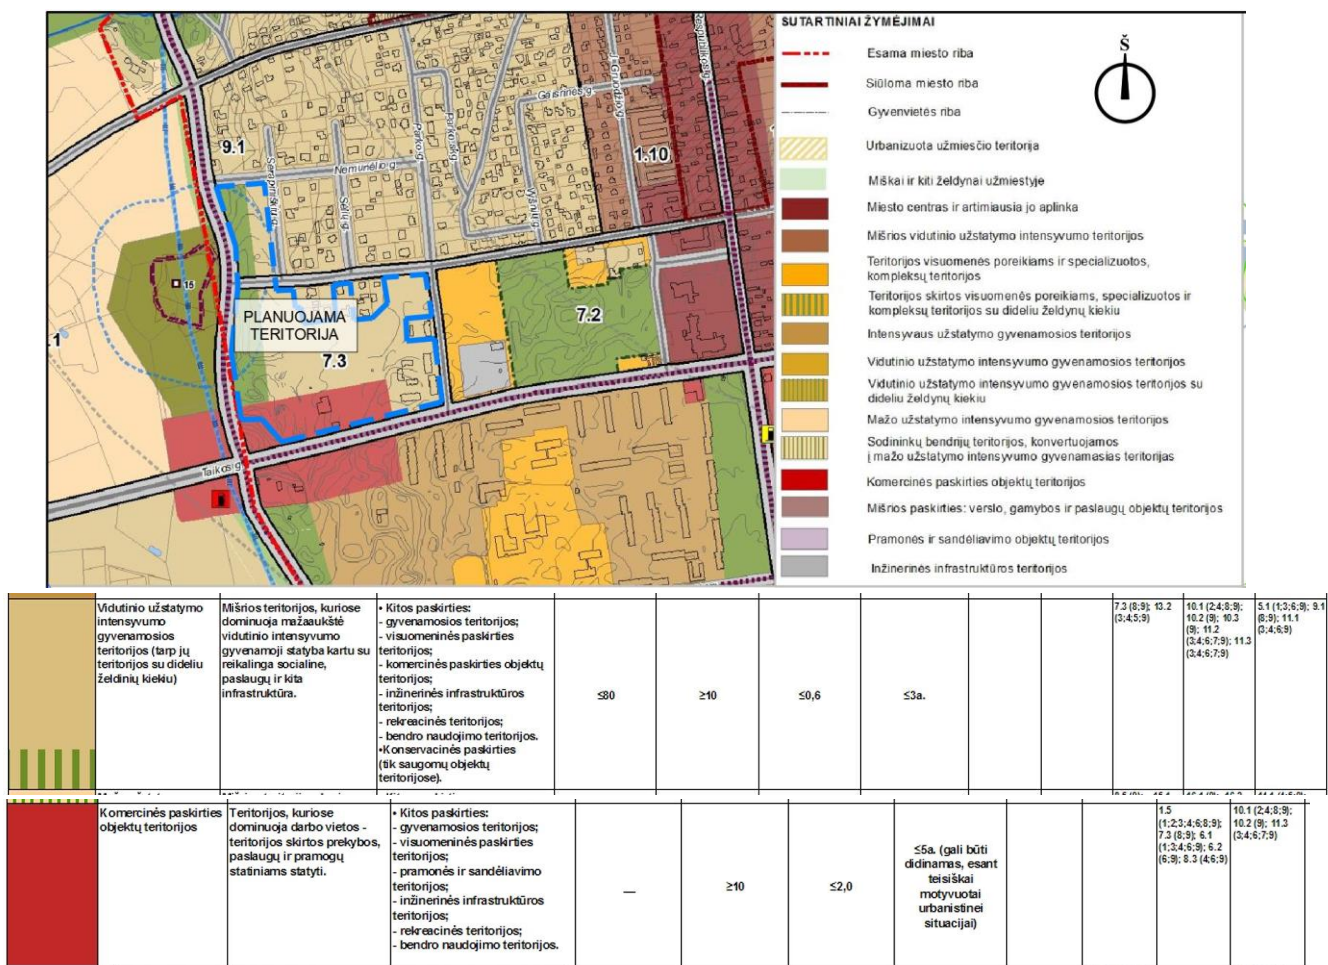 SUTARTINIAI ŽYMĖJIMAI
Š
Esama miesto riba
Siūloma miesto riba
Gyvenvietės riba
Urbanizuota užmiesčio teritorija
Miškai ir kiti želdynai užmiestyje
Miesto centras ir artimiausia jo aplinka
Mišrios vidutinio užstatymo intensyvumo teritorijos
Teritorijos visuomenės poreikiams ir specializuotos,
kompleksų teritorijos
Teritorijos skirtos visuomenės poreikiams, specializuotos ir
kompleksų teritorijos su dideliu želdynų kiekiu
Intensyvaus užstatymo gyvenamosios teritorijos
Vidutinio užstatymo intensyvumo gyvenamosios teritorijos
Vidutinio užstatymo intensyvumo gyvenamosios teritorijos su
dideliu želdynų kiekiu
Mažo užstatymo intensyvumo gyvenamosios teritorijos
Sodininkų bendrijų teritorijos, konvertuojamos
į mažo užstatymo intensyvumo gyvenamasias teritorijas
Komercinės paskirties objektų teritorijos
Mišrios paskirties: verslo, gamybos ir paslaugų objektų teritorijos
Pramonės ir sandėliavimo objektų teritorijos
Inžinerinės infrastruktūros teritorijos
9.1
1.10
7.2
7.3
15
1
PLANUOJAMA
TERITORIJA
Nemunėlio g.
Sėlių g.
Parko g.
Gaisrinės g.
Respublikos g.
Taikos g.
Vidutinio užstatymo
intensyvumo
gyvenamosios
teritorijos (tarp jų
teritorijos su dideliu
želdinių kiekiu)
Mišrios teritorijos, kuriose
dominuoja mažaaukštė
vidutinio intensyvumo
gyvenamoji statyba kartu su
reikalinga socialine,
paslaugų ir kita
infrastruktūra.
• Kitos paskirties:
- gyvenamosios teritorijos;
- visuomeninės paskirties
teritorijos;
- komercinės paskirties objektų
teritorijos;
- inžinerinės infrastruktūros
teritorijos;
- rekreacinės teritorijos;
- bendro naudojimo teritorijos.
•Konservacinės paskirties
(tik saugomų objektų
teritorijose).
≤80
≥10
≤0,6
≤3a.
7.3 (8;9); 13.2
(3;4;5;9)
10.1 (2;4;8;9);
10.2 (9); 10.3
(9); 11.2
(3;4;6;7;9); 11.3
(3;4;6;7;9)
5.1 (1;3;6;9); 9.1
(8;9); 11.1
(3;4;6;9)
Komercinės paskirties
objektų teritorijos
Teritorijos, kuriose
dominuoja darbo vietos -
teritorijos skirtos prekybos,
paslaugų ir pramogų
statiniams statyti.
• Kitos paskirties:
- gyvenamosios teritorijos;
- visuomeninės paskirties
teritorijos;
- pramonės ir sandėliavimo
teritorijos;
- inžinerinės infrastruktūros
teritorijos;
- rekreacinės teritorijos;
- bendro naudojimo teritorijos.
—
≥10
≤2,0
≤5a. (gali būti
didinamas, esant
teisiškai
motyvuotai
urbanistinei
situacijai)
1.5
(1;2;3;4;6;8;9);
7.3 (8;9); 6.1
(1;3;4;6;9); 6.2
(6;9); 8.3 (4;6;9)
10.1 (2;4;8;9);
10.2 (9); 11.3
(3;4;6;7;9)